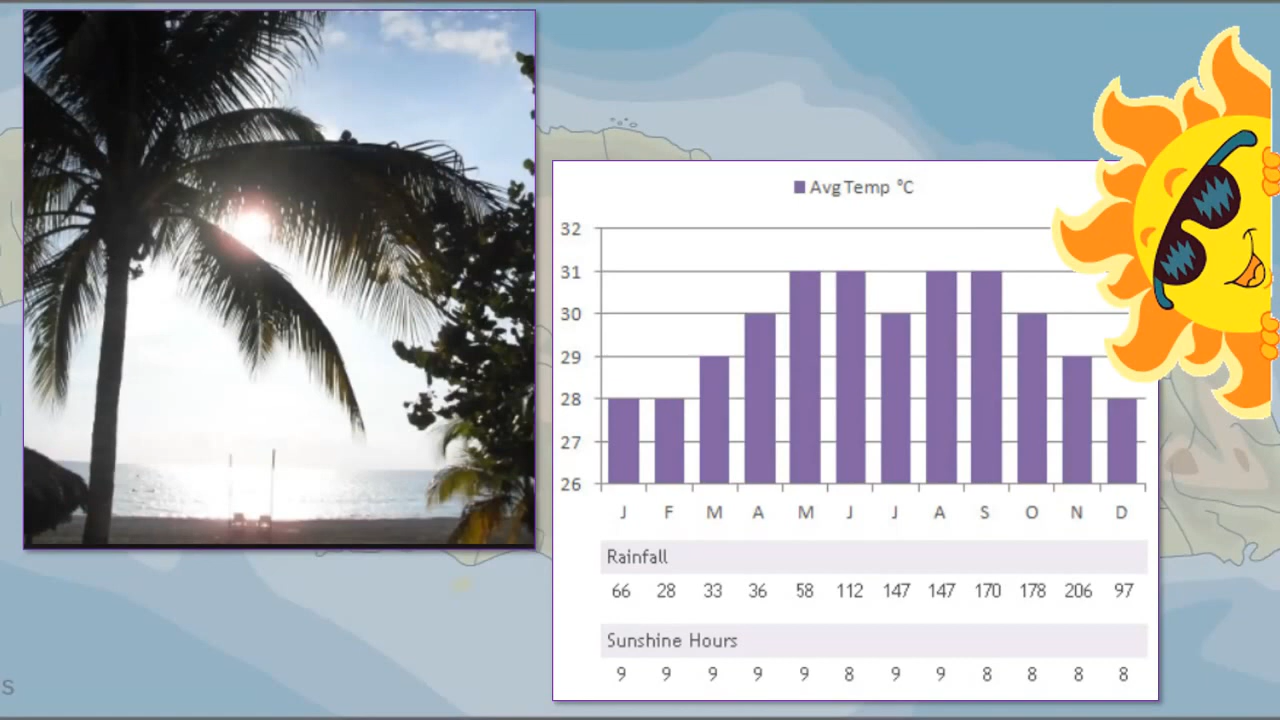 Avg Temp °C
32
31
30
29
28
27
26
J F M A M J J A S O N D
Rainfall
66 28 33 36 58 112 147 147 170 178 206 97
Sunshine Hours
9 9 9 9 9 8 9 9 8 8 8 8
s